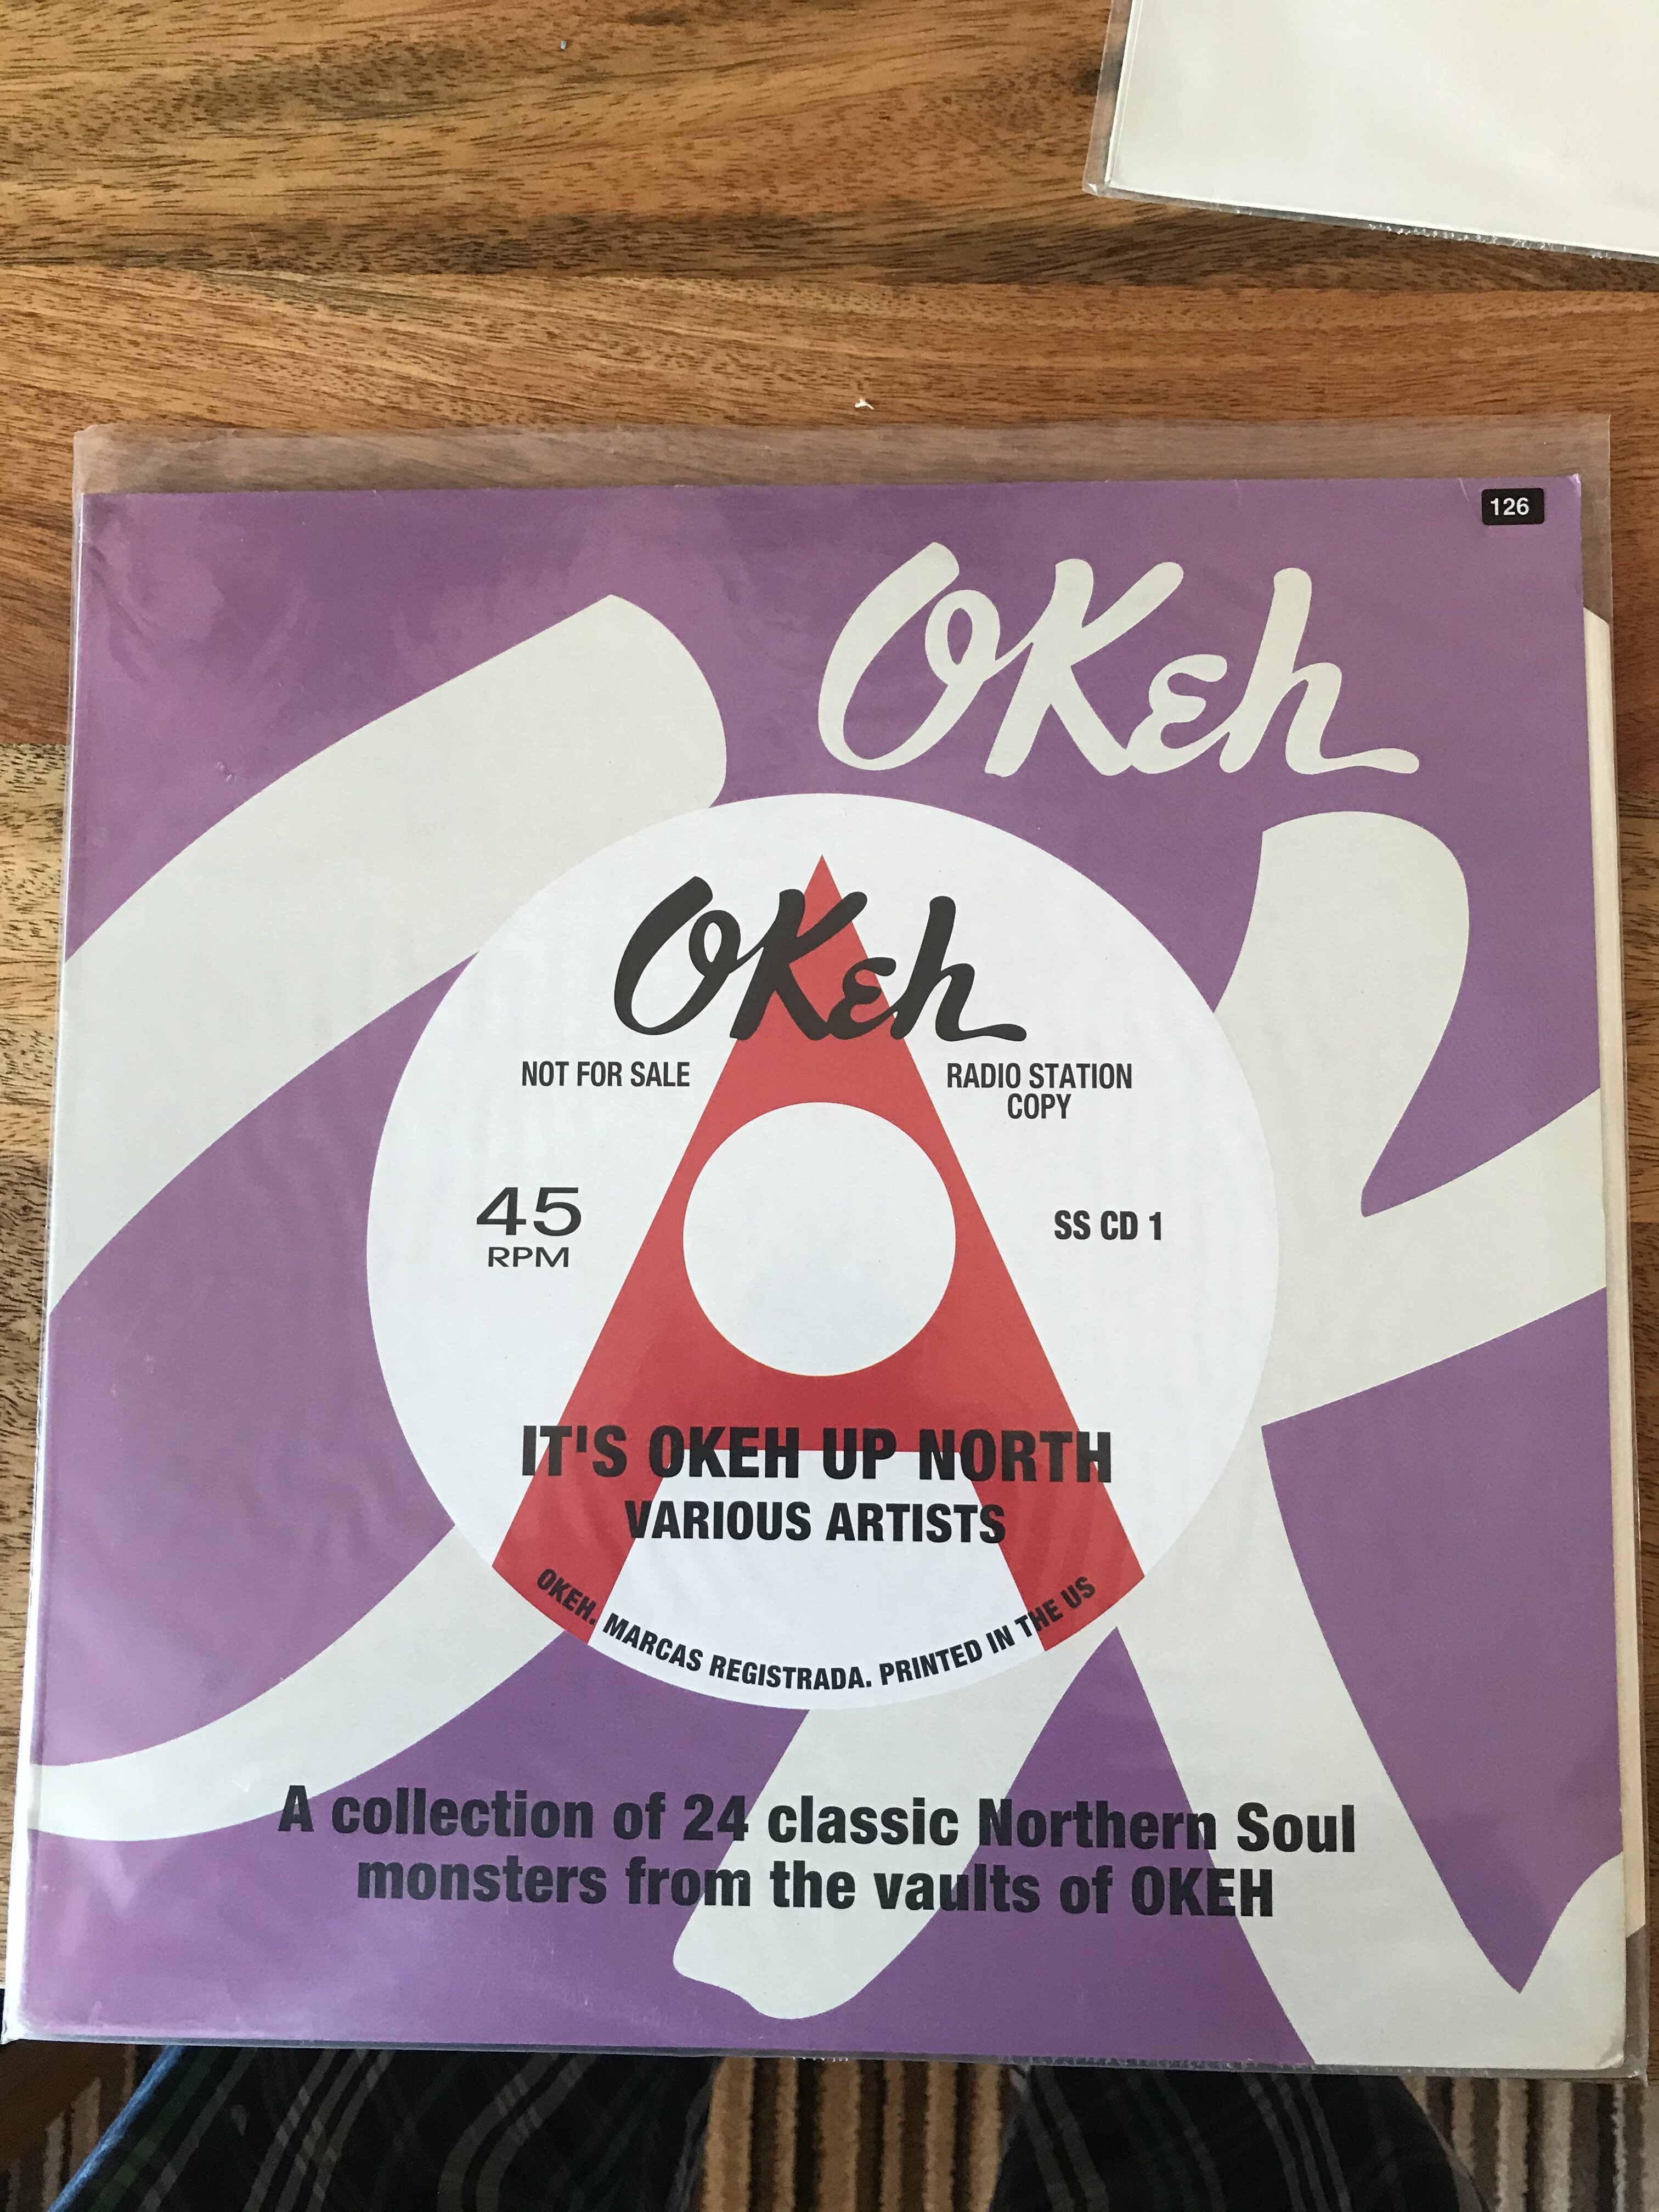 126
OKeh
OKeh
NOT FOR SALE
RADIO STATION
COPY
45
RPM
SS CD 1
IT'S OKEH UP NORTH
VARIOUS ARTISTS
OKEH. MARCAS REGISTRADA. PRINTED IN THE US
A collection of 24 classic Northern Soul
monsters from the vaults of OKEH